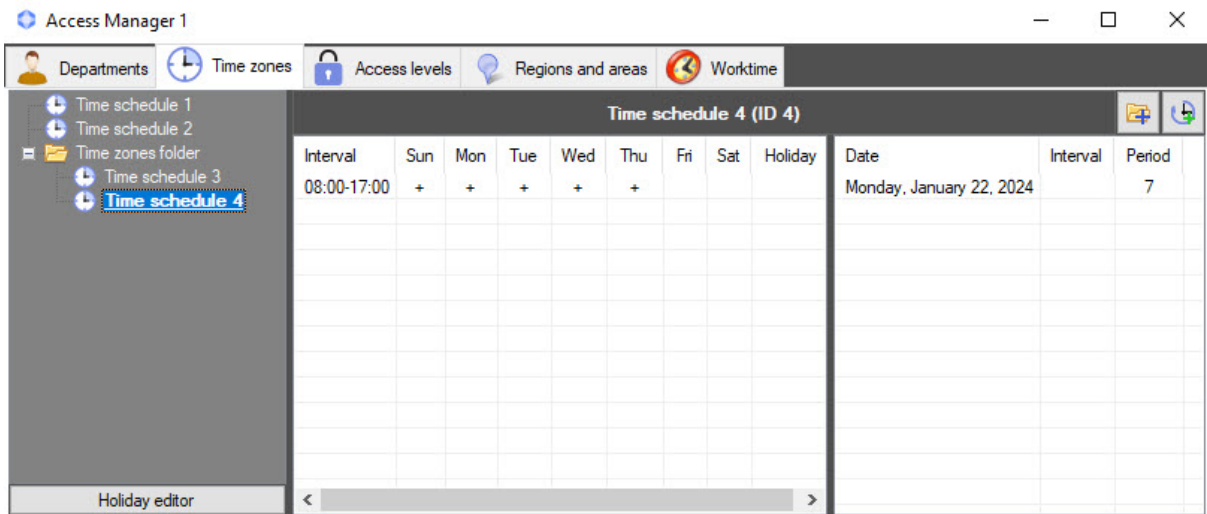 Access Manager 1
Departments Time zones Access levels Regions and areas Worktime
Time schedule 1
Time schedule 2
Time zones folder
Time schedule 3
Time schedule 4
Holiday editor
Time schedule 4 (ID 4)
Interval Sun Mon Tue Wed Thu Fri Sat Holiday
08:00-17:00 + + + + +
Date Interval Period
Monday, January 22, 2024 7